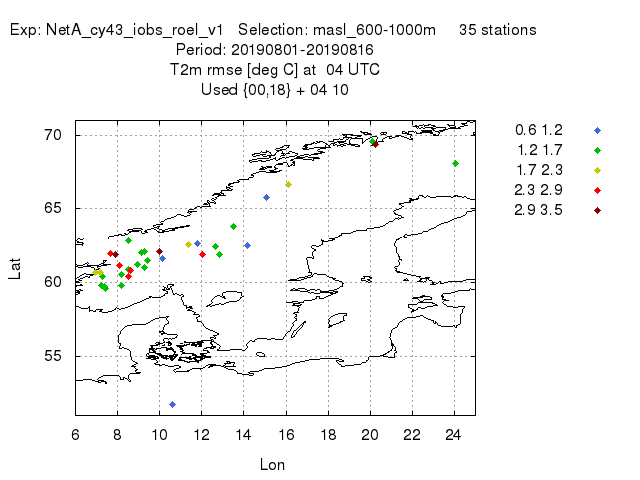 Exp: NetA_cy43_iobs_roel_v1 Selection: masl_600-1000m 35 stations
Period: 20190801-20190816
T2m rmse [deg C] at 04 UTC
Used {00,18} + 04 10
70
65
60
55
Lat
6 8 10 12 14 16 18 20 22 24
Lon
0.6 1.2
1.2 1.7
1.7 2.3
2.3 2.9
2.9 3.5